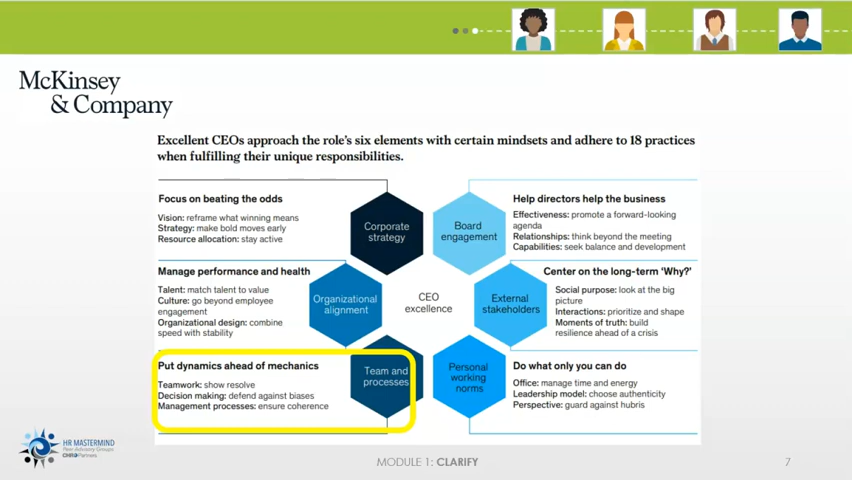 McKinsey
& Company
Excellent CEOs approach the role's six elements with certain mindsets and adhere to 18 practices
when fulfilling their unique responsibilities.
Focus on beating the odds
Vision: reframe what winning means
Strategy: make bold moves early
Resource allocation: stay active
Corporate
strategy
Board
engagement
Help directors help the business
Effectiveness: promote a forward-looking
agenda
Relationships: think beyond the meeting
Capabilities: seek balance and development
Manage performance and health
Talent: match talent to value
Culture: go beyond employee
engagement
Organizational design: combine
speed with stability
Organizational
alignment
CEO
excellence
External
stakeholders
Center on the long-term ‘Why?’
Social purpose: look at the big
picture
Interactions: prioritize and shape
Moments of truth: build
resilience ahead of a crisis
Put dynamics ahead of mechanics
Teamwork: show resolve
Decision making: defend against biases
Management processes: ensure coherence
Team and
processes
Personal
working
norms
Do what only you can do
Office: manage time and energy
Leadership model: choose authenticity
Perspective: guard against hubris
HR MASTERMIND
Peer Advisory Groups
CHRO Partners
MODULE 1: CLARIFY
7